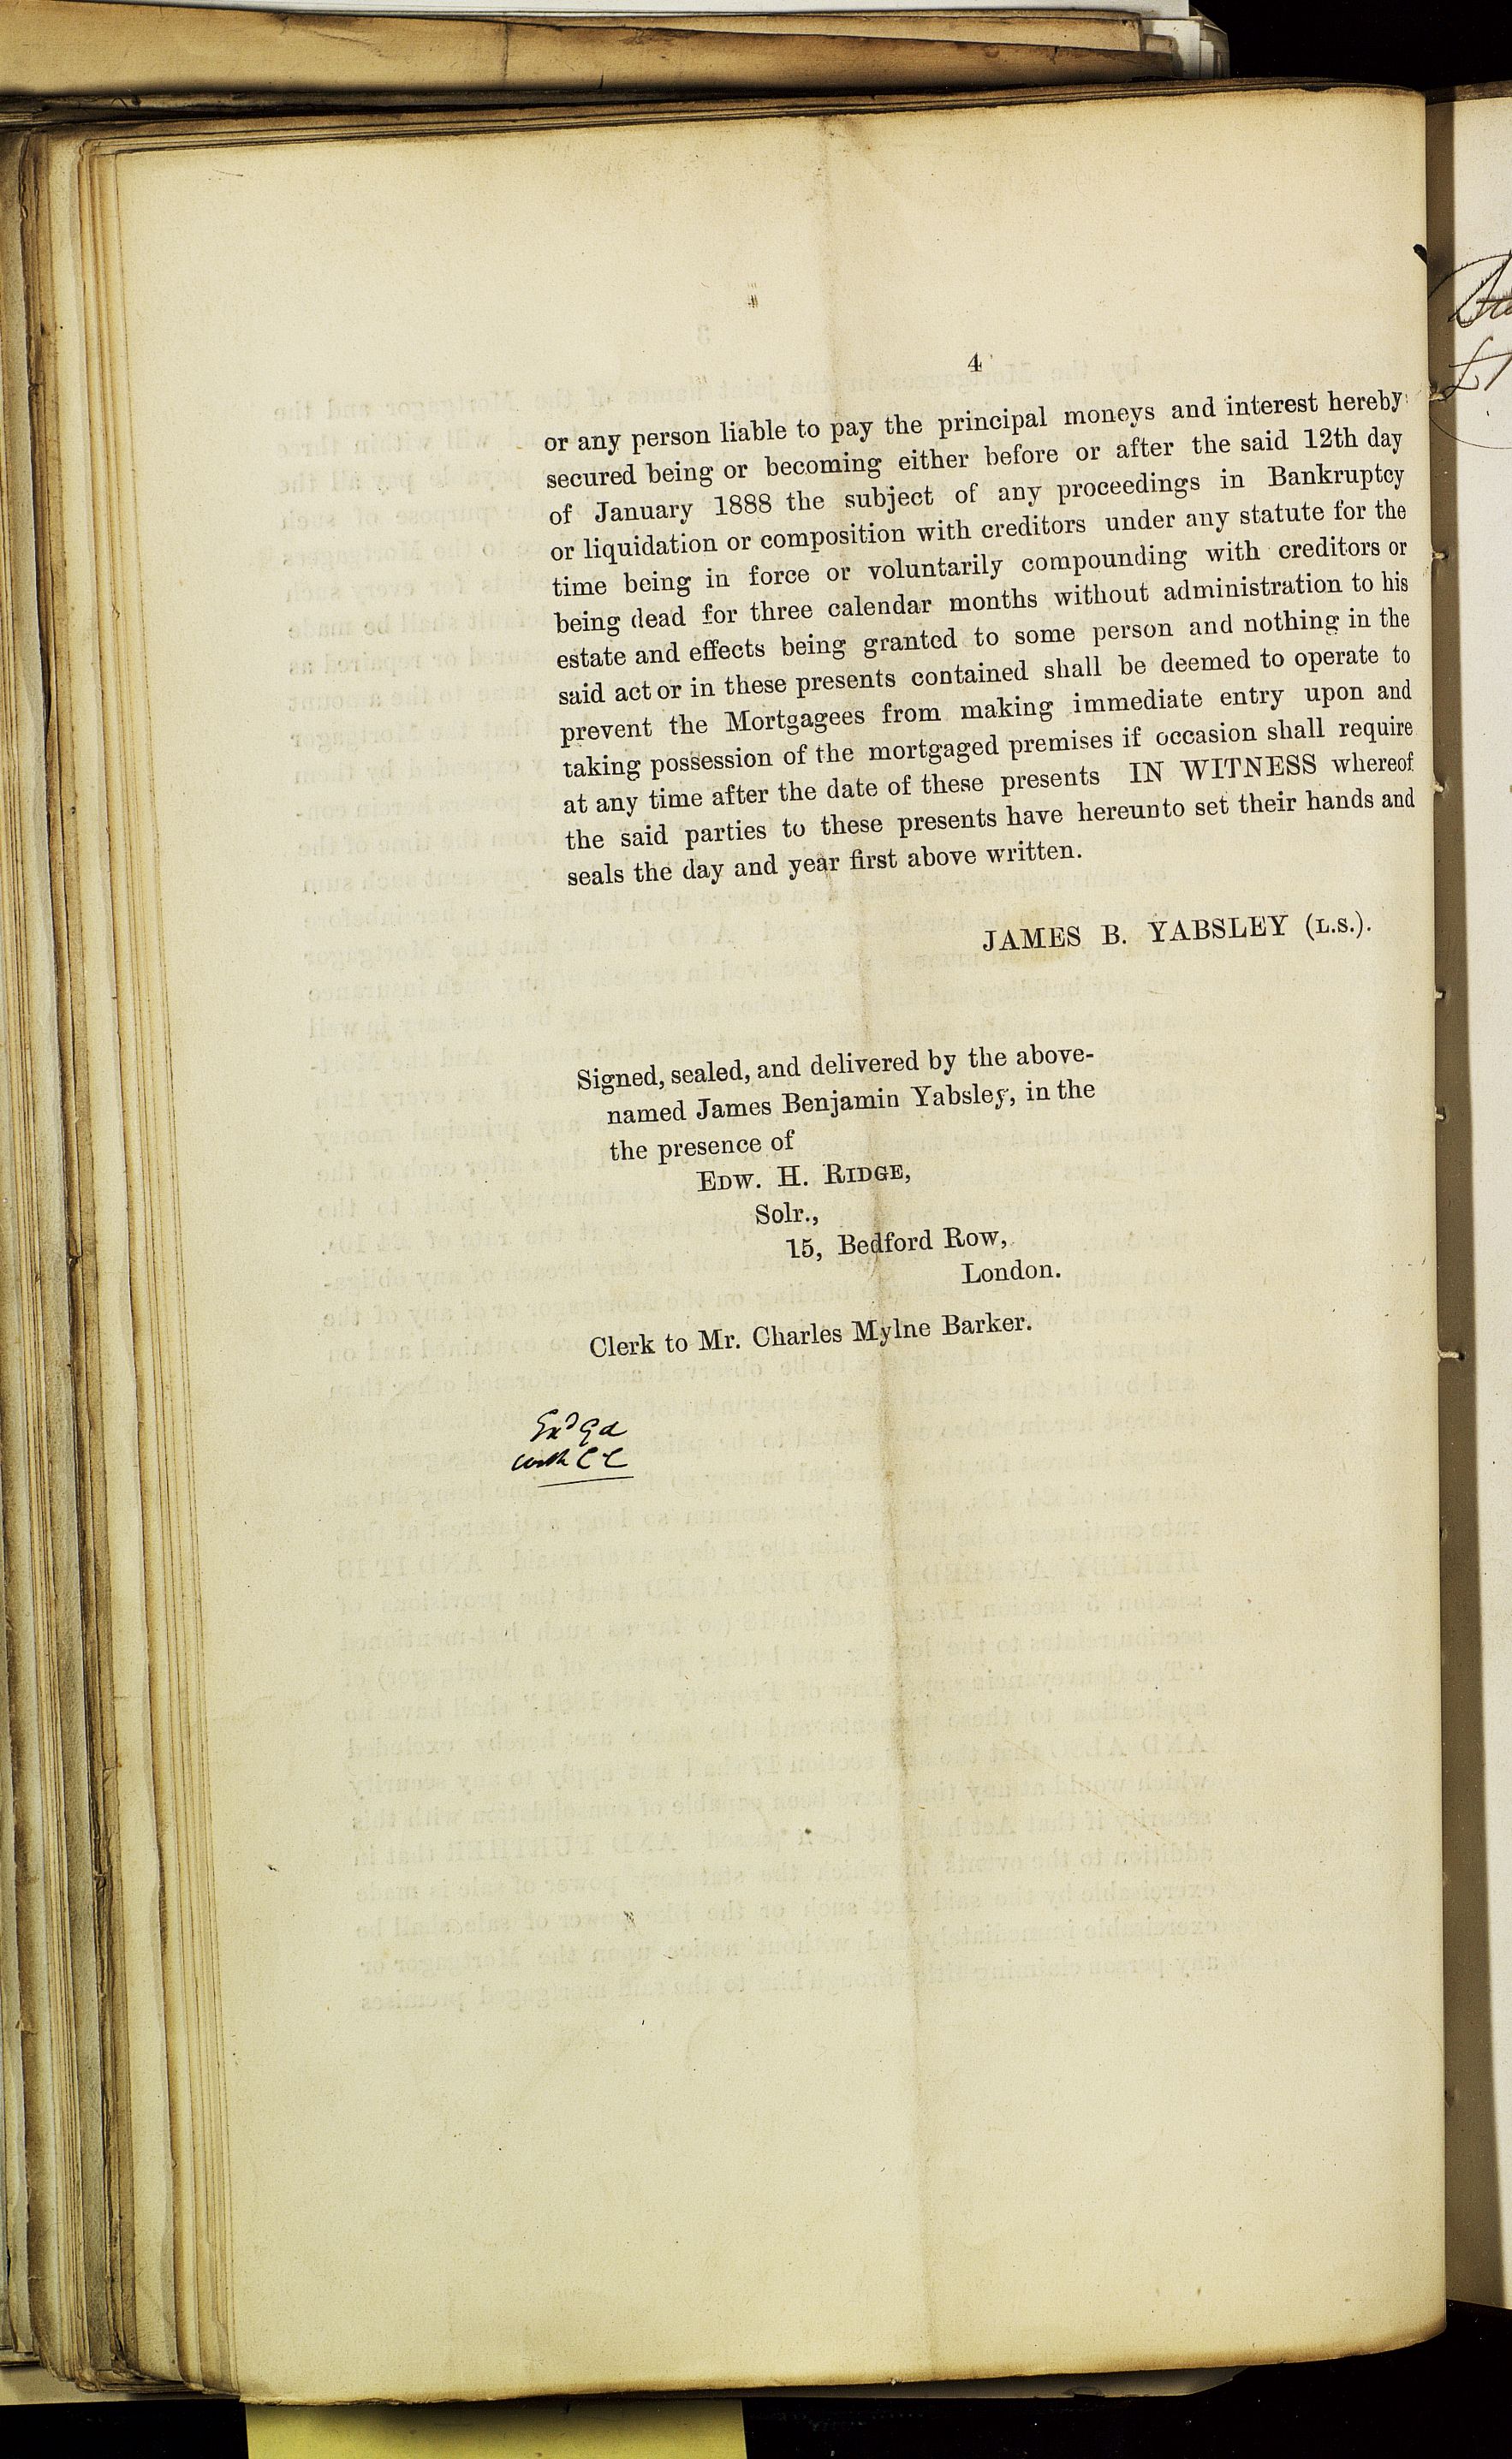 4
or any person liable to pay the principal moneys and interest hereby
secured being or becoming either before or after the said 12th day
of January 1888 the subject of any proceedings in Bankruptcy
or liquidation or composition with creditors under any statute for the
time being in force or voluntarily compounding with creditors or
being dead for three calendar months without administration to his
estate and effects being granted to some person and nothing in the
said act or in these presents contained shall be deemed to operate to
prevent the Mortgagees from making immediate entry upon and
taking possession of the mortgaged premises if occasion shall require
at any time after the date of these presents IN WITNESS whereof
the said parties to these presents have hereunto set their hands and
seals the day and year first above written.
JAMES B. YABSLEY (L.S.).
Signed, sealed, and delivered by the above-
named James Benjamin Yabsley, in the
the presence of
EDW. H. RIDGE,
Solr.,
15, Bedford Row,
London.
Clerk to Mr. Charles Mylne Barker.